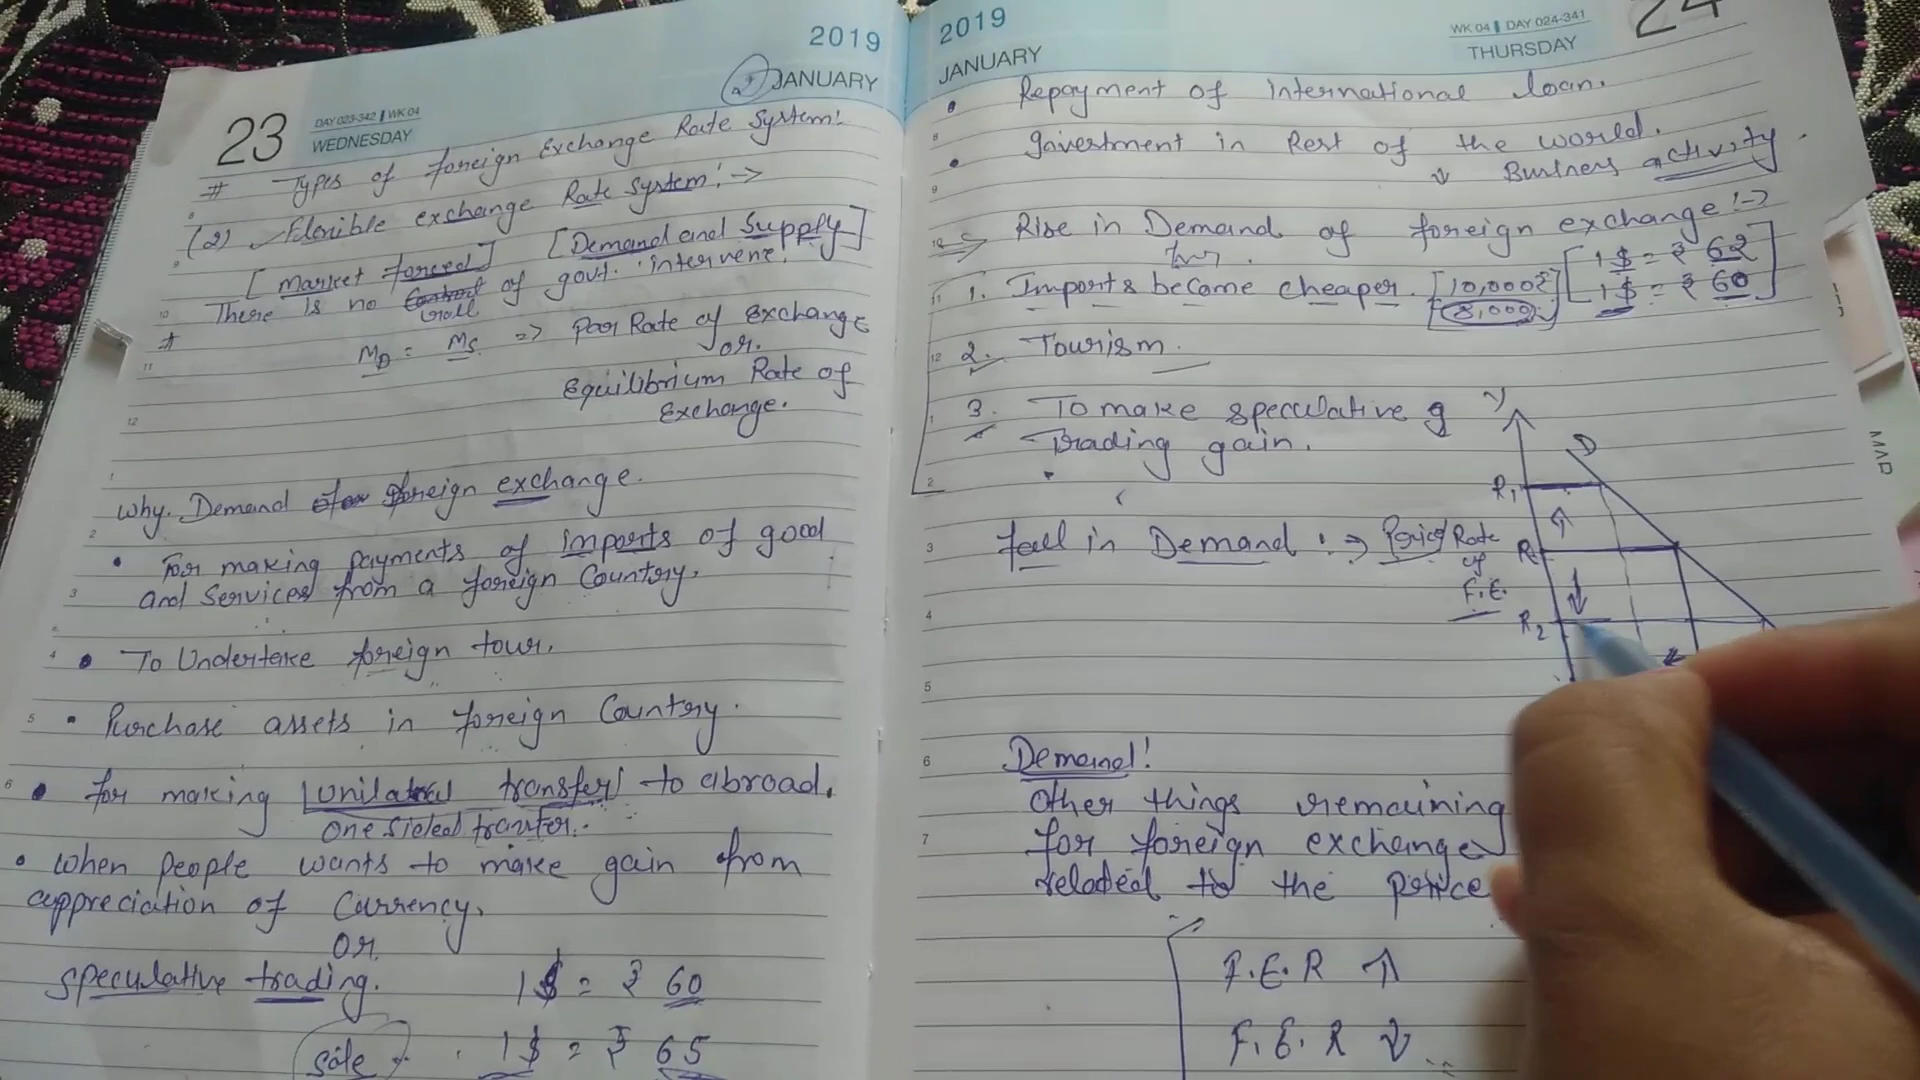 2019
JANUARY
23
DAY 023-342 | WK 04
WEDNESDAY
# Types of foreign Exchange Rate System:
(2) Flexible exchange Rate System:→
[market forced] [Demand and Supply]
There is no Control of govt. intervene.
roll
#
MD = MS => Par Rate of Exchange
or.
Equilibrium Rate of
Exchange.
Why Demand for foreign exchange.
• For making payments of imports of good
and Services from a foreign Country.
• To Undertake foreign tour.
• Purchase assets in foreign Country.
• for making unilatral transfer to abroad.
one sided transfer.
• When people wants to make gain from
appreciation of Currency.
OR
speculative trading. 1$ = ₹ 60
Sale 1$ = ₹ 65
2019
JANUARY
WK 04 | DAY 024-341
THURSDAY
24
• Repayment of international loan.
• Govestment in Rest of the world.
↓ Business activity
Rise in Demand of foreign exchange:→
1$ = ₹ 62
1. Imports become cheaper. [10,000₹] 1$ = ₹ 60
[8,000]
2. Tourism.
3. To make speculative g
Trading gain.
Y
D
R1
fall in Demand :→ Price/Rate
of
F.E.
R
R2
Demand!
Other things remaining
for foreign exchange
related to the price
F.E.R ↑
F.E.R ↓
MAR